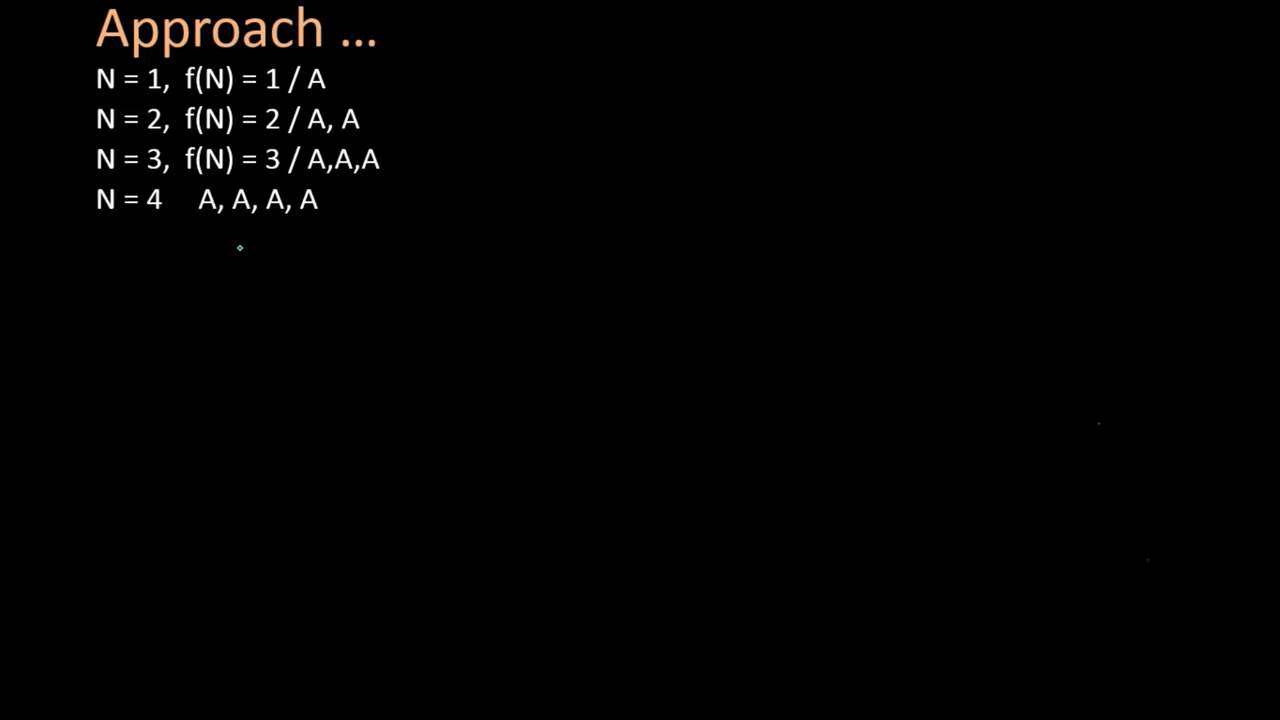 Approach ...
N = 1,  f(N) = 1 / A
N = 2,  f(N) = 2 / A, A
N = 3,  f(N) = 3 / A,A,A
N = 4     A, A, A, A